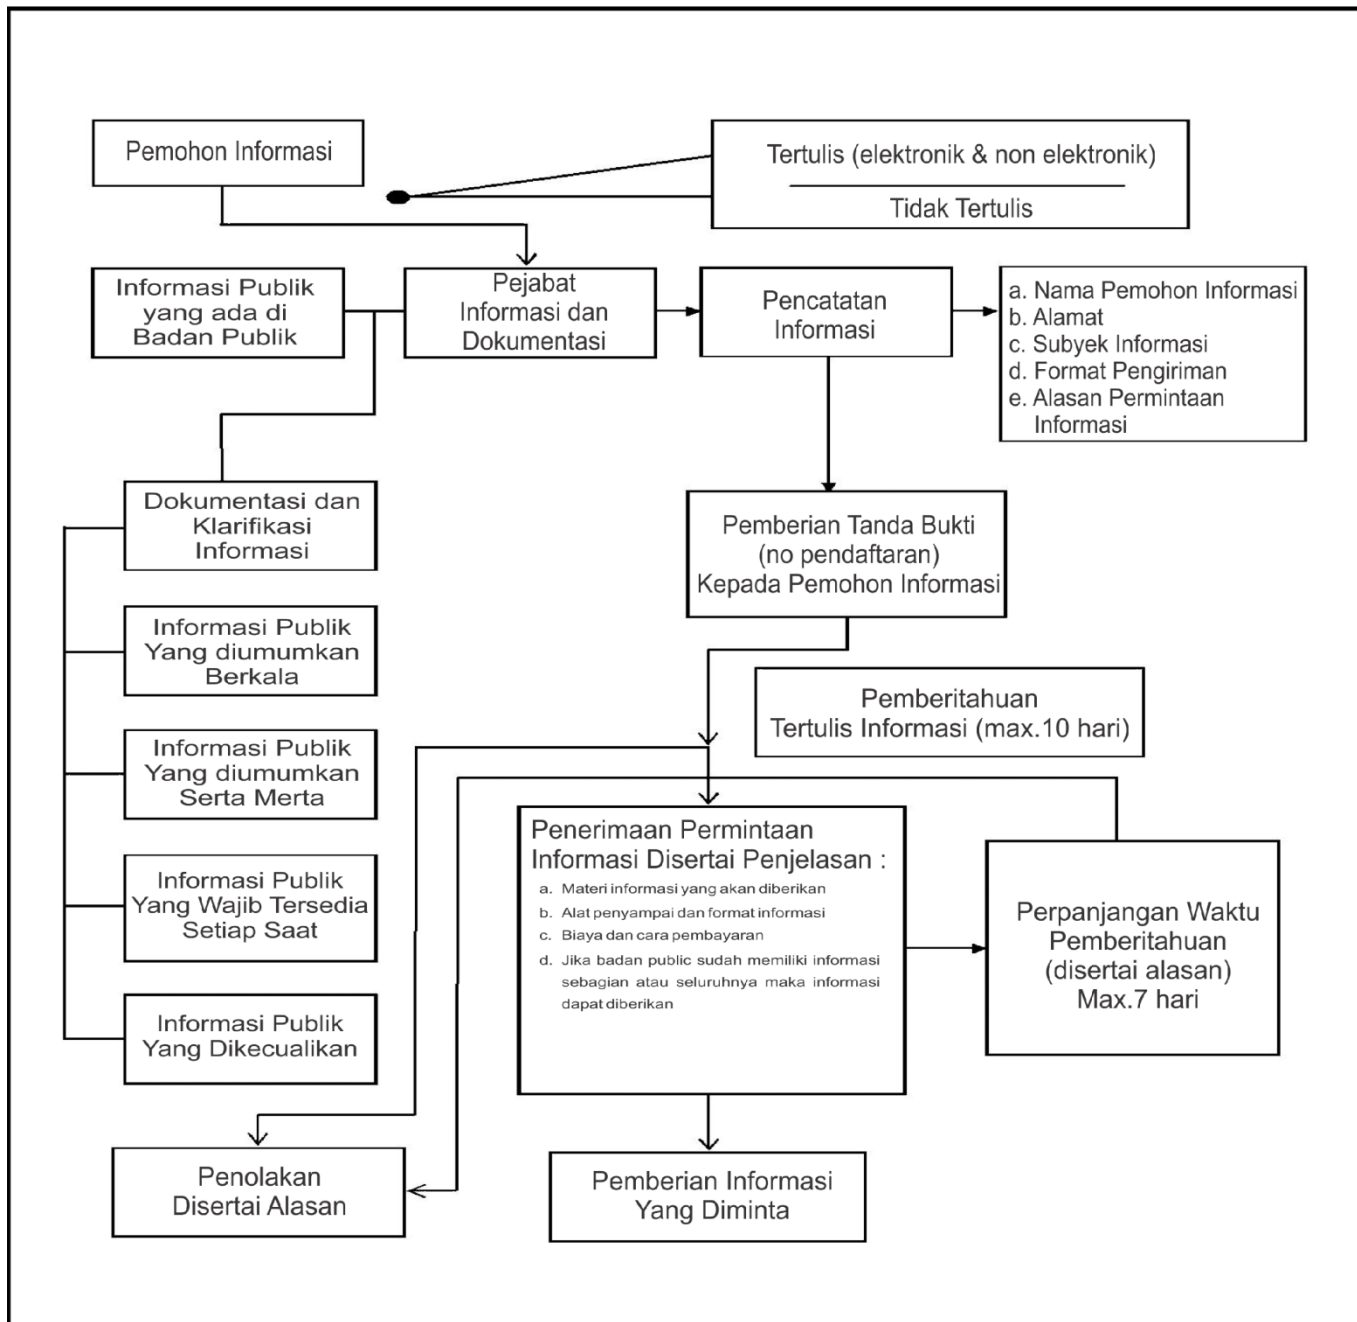 Pemohon Informasi
Tertulis (elektronik & non elektronik)
Tidak Tertulis
Informasi Publik
yang ada di
Badan Publik
Pejabat
Informasi dan
Dokumentasi
Pencatatan
Informasi
a. Nama Pemohon Informasi
b. Alamat
c. Subyek Informasi
d. Format Pengiriman
e. Alasan Permintaan
Informasi
Dokumentasi dan
Klarifikasi
Informasi
Pemberian Tanda Bukti
(no pendaftaran)
Kepada Pemohon Informasi
Informasi Publik
Yang diumumkan
Berkala
Pemberitahuan
Tertulis Informasi (max.10 hari)
Informasi Publik
Yang diumumkan
Serta Merta
Penerimaan Permintaan
Informasi Disertai Penjelasan :
a. Materi informasi yang akan diberikan
b. Alat penyampai dan format informasi
c. Biaya dan cara pembayaran
d. Jika badan public sudah memiliki informasi
sebagian atau seluruhnya maka informasi
dapat diberikan
Perpanjangan Waktu
Pemberitahuan
(disertai alasan)
Max.7 hari
Informasi Publik
Yang Wajib Tersedia
Setiap Saat
Informasi Publik
Yang Dikecualikan
Penolakan
Disertai Alasan
Pemberian Informasi
Yang Diminta